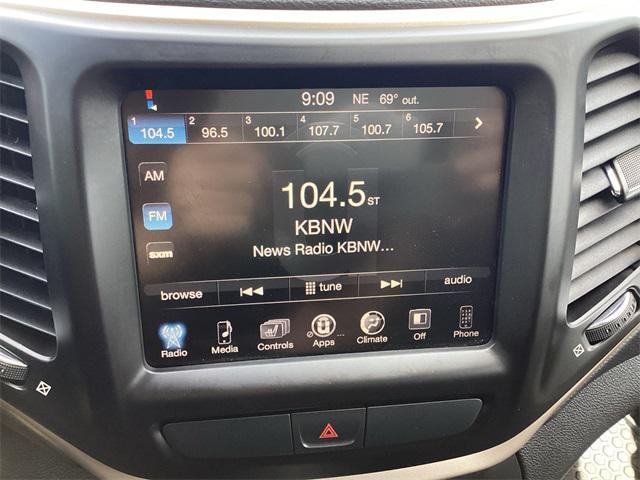 9:09 NE 69° out.
1 104.5 2 96.5 3 100.1 4 107.7 5 100.7 6 105.7
AM
FM
sxm
104.5 ST
KBNW
News Radio KBNW...
browse tune audio
Radio Media Controls Apps ... Climate Off Phone